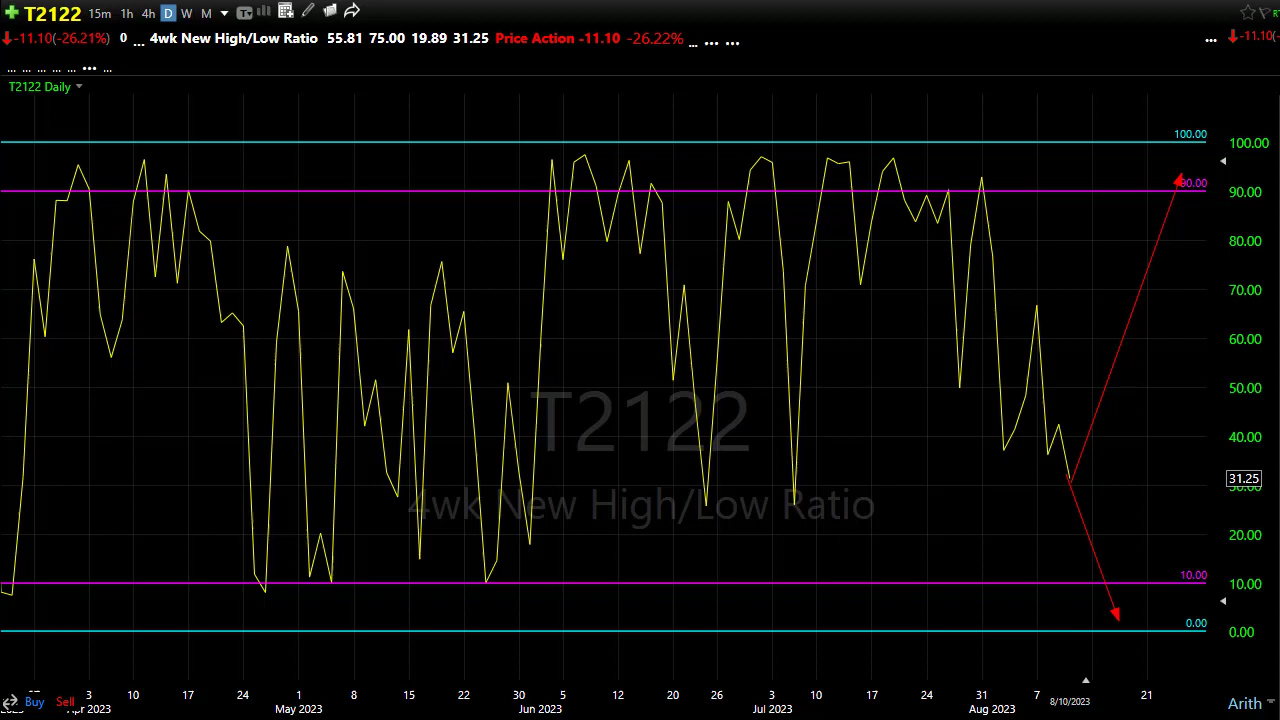 T2122 15m 1h 4h D W M T
-11.10(-26.21%) 0 ... 4wk New High/Low Ratio 55.81 75.00 19.89 31.25 Price Action -11.10 -26.22% ... ... ... ... -11.10(-
... ... ... ... ... ... ...
T2122 Daily
100.00
100.00
90.00
90.00
80.00
70.00
60.00
50.00
T2122
40.00
31.25
4wk New High/Low Ratio
20.00
10.00
10.00
0.00
0.00
3 10 17 24 1 8 15 22 30 5 12 20 26 3 10 17 24 31 7 21
Buy Sell 8/10/2023 Arith
Apr 2023 May 2023 Jun 2023 Jul 2023 Aug 2023